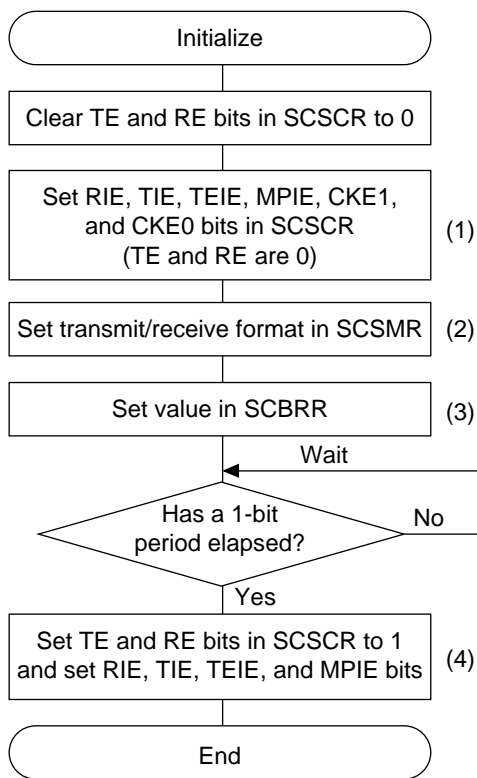 Initialize
Clear TE and RE bits in SCSCR to 0
Set RIE, TIE, TEIE, MPIE, CKE1,
and CKE0 bits in SCSCR
(TE and RE are 0)
(1)
Set transmit/receive format in SCSMR
(2)
Set value in SCBRR
(3)
Wait
Has a 1-bit
period elapsed?
No
Yes
Set TE and RE bits in SCSCR to 1
and set RIE, TIE, TEIE, and MPIE bits
(4)
End